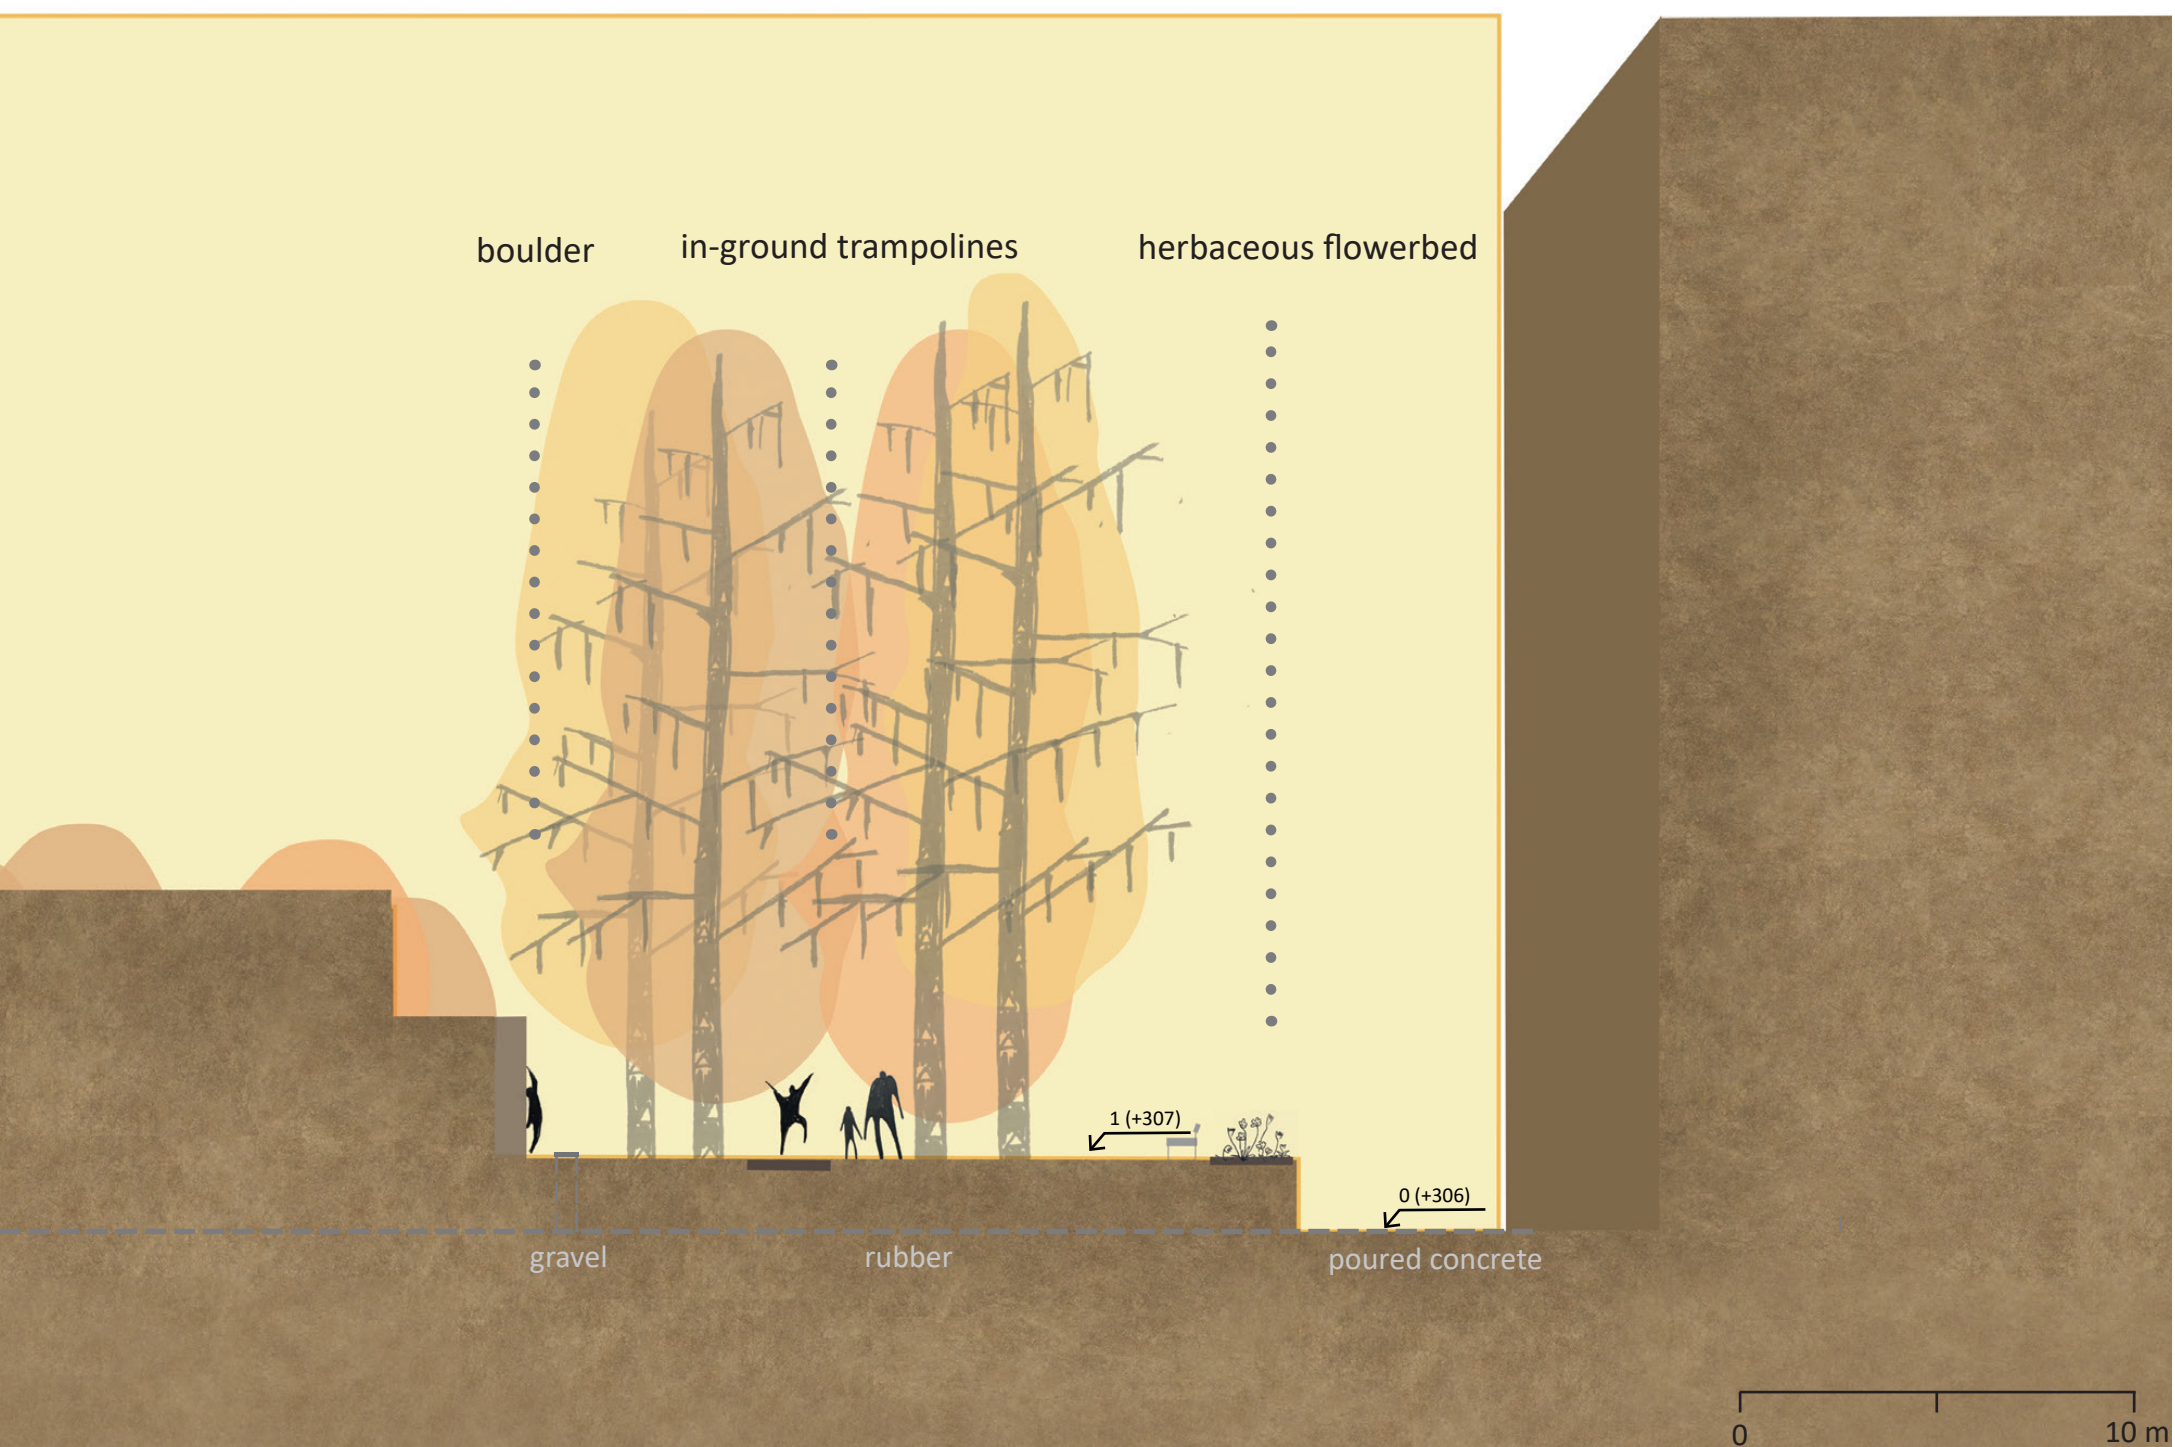 boulder
in-ground trampolines
herbaceous flowerbed
1 (+307)
0 (+306)
gravel
rubber
poured concrete
0
10 m